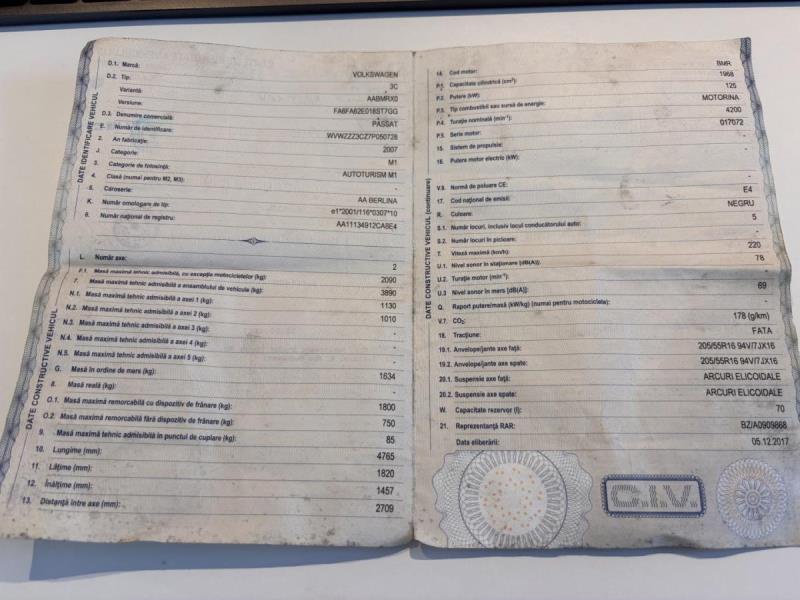 DATE IDENTIFICARE VEHICUL
D.1. Marcă: VOLKSWAGEN
D.2. Tip: 3C
Variantă: AABMRX0
Versiune: FA6FA62E018ST7GG
D.3. Denumire comercială: PASSAT
E. Număr de identificare: WVWZZZ3CZ7P050728
2. An fabricație: 2007
J. Categorie: M1
3. Categorie de folosință: AUTOTURISM M1
4. Clasă (numai pentru M2, M3): -
5. Caroserie: AA BERLINA
K. Număr omologare de tip: e1*2001/116*0307*10
6. Număr național de registru: AA11134912CA8E4
DATE CONSTRUCTIVE VEHICUL
L. Număr axe: 2
F.1. Masă maximă tehnic admisibilă, cu excepția motocicletelor (kg): 2090
7. Masă maximă tehnic admisibilă a ansamblului de vehicule (kg): 3890
N.1. Masă maximă tehnic admisibilă a axei 1 (kg): 1130
N.2. Masă maximă tehnic admisibilă a axei 2 (kg): 1010
N.3. Masă maximă tehnic admisibilă a axei 3 (kg): -
N.4. Masă maximă tehnic admisibilă a axei 4 (kg): -
N.5. Masă maximă tehnic admisibilă a axei 5 (kg): -
G. Masă în ordine de mers (kg): 1634
8. Masă reală (kg): -
O.1. Masă maximă remorcabilă cu dispozitiv de frânare (kg): 1800
O.2. Masă maximă remorcabilă fără dispozitiv de frânare (kg): 750
9. Masă maximă tehnic admisibilă în punctul de cuplare (kg): 85
10. Lungime (mm): 4765
11. Lățime (mm): 1820
12. Înălțime (mm): 1457
13. Distanță între axe (mm): 2709
DATE CONSTRUCTIVE VEHICUL (continuare)
14. Cod motor: BMR
P.1. Capacitate cilindrică (cm³): 1968
P.2. Putere (kW): 125
P.3. Tip combustibil sau sursă de energie: MOTORINA
P.4. Turație nominală (min⁻¹): 4200
P.5. Serie motor: 017072
15. Sistem de propulsie: -
16. Putere motor electric (kW): -
V.9. Normă de poluare CE: -
17. Cod național de emisii: E4
R. Culoare: NEGRU
S.1. Număr locuri, inclusiv locul conducătorului auto: 5
S.2. Număr locuri în picioare: -
T. Viteză maximă (km/h): 220
U.1. Nivel sonor în staționare [dB(A)]: 78
U.2. Turație motor (min⁻¹): -
U.3 Nivel sonor în mers [dB(A)]: 69
Q. Raport putere/masă (kW/kg) (numai pentru motociclete): -
V.7. CO₂: 178 (g/km)
18. Tracțiune: FATA
19.1. Anvelope/jante axe față: 205/55R16 94V/7JX16
19.2. Anvelope/jante axe spate: 205/55R16 94V/7JX16
20.1. Suspensie axe față: ARCURI ELICOIDALE
20.2. Suspensie axe spate: ARCURI ELICOIDALE
W. Capacitate rezervor (l): 70
21. Reprezentanță RAR: BZ/A0909868
Data eliberării: 05.12.2017
C.I.V.